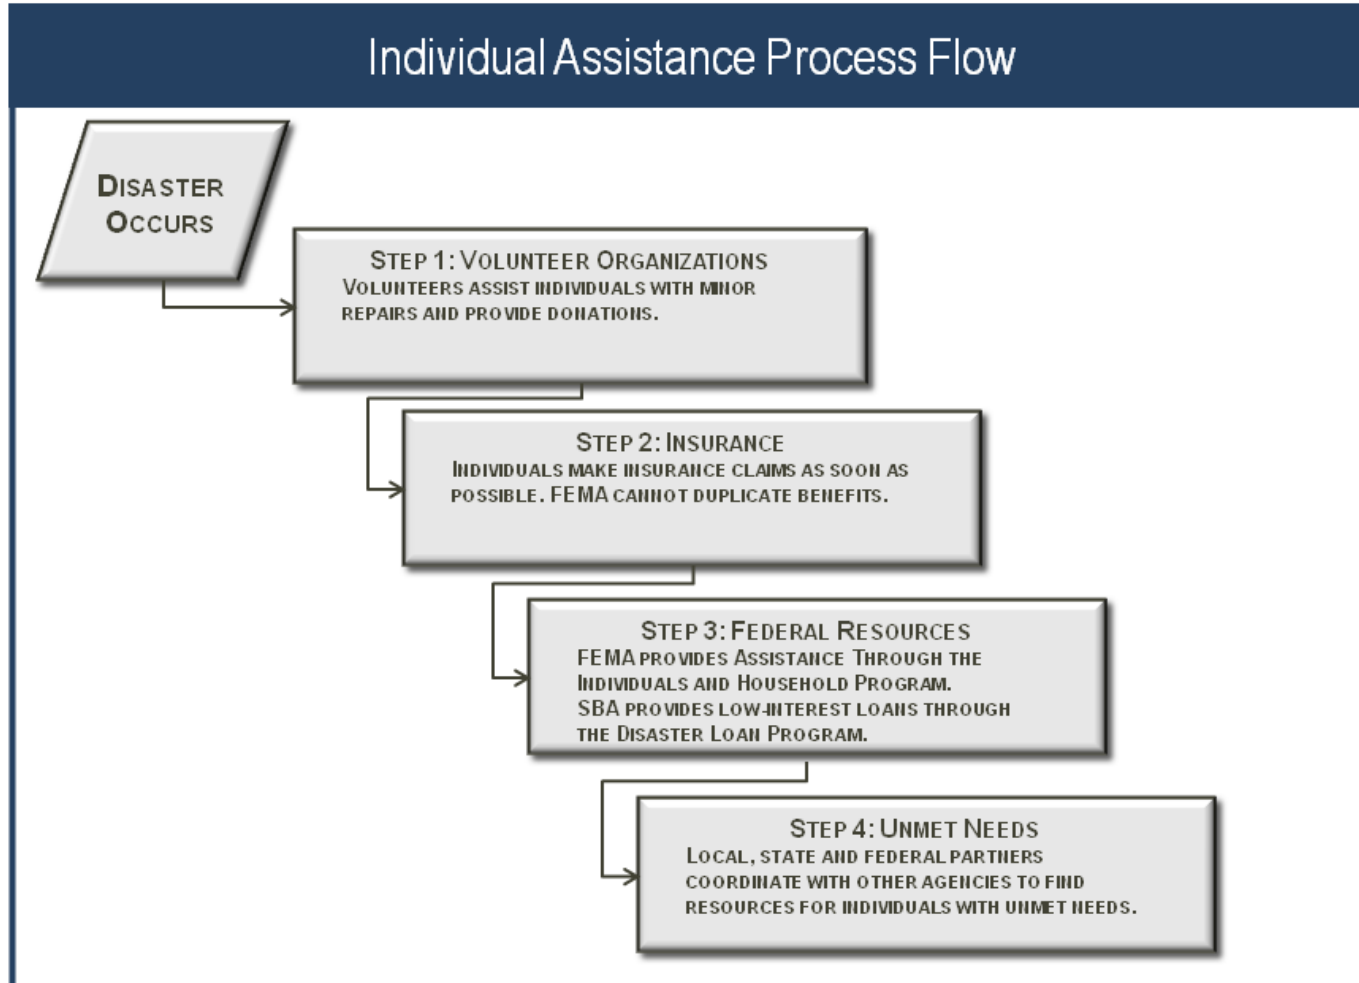 Individual Assistance Process Flow
DISASTER
OCCURS
STEP 1: VOLUNTEER ORGANIZATIONS
VOLUNTEERS ASSIST INDIVIDUALS WITH MINOR
REPAIRS AND PROVIDE DONATIONS.
STEP 2: INSURANCE
INDIVIDUALS MAKE INSURANCE CLAIMS AS SOON AS
POSSIBLE. FEMA CANNOT DUPLICATE BENEFITS.
STEP 3: FEDERAL RESOURCES
FEMA PROVIDES ASSISTANCE THROUGH THE
INDIVIDUALS AND HOUSEHOLD PROGRAM.
SBA PROVIDES LOW-INTEREST LOANS THROUGH
THE DISASTER LOAN PROGRAM.
STEP 4: UNMET NEEDS
LOCAL, STATE AND FEDERAL PARTNERS
COORDINATE WITH OTHER AGENCIES TO FIND
RESOURCES FOR INDIVIDUALS WITH UNMET NEEDS.